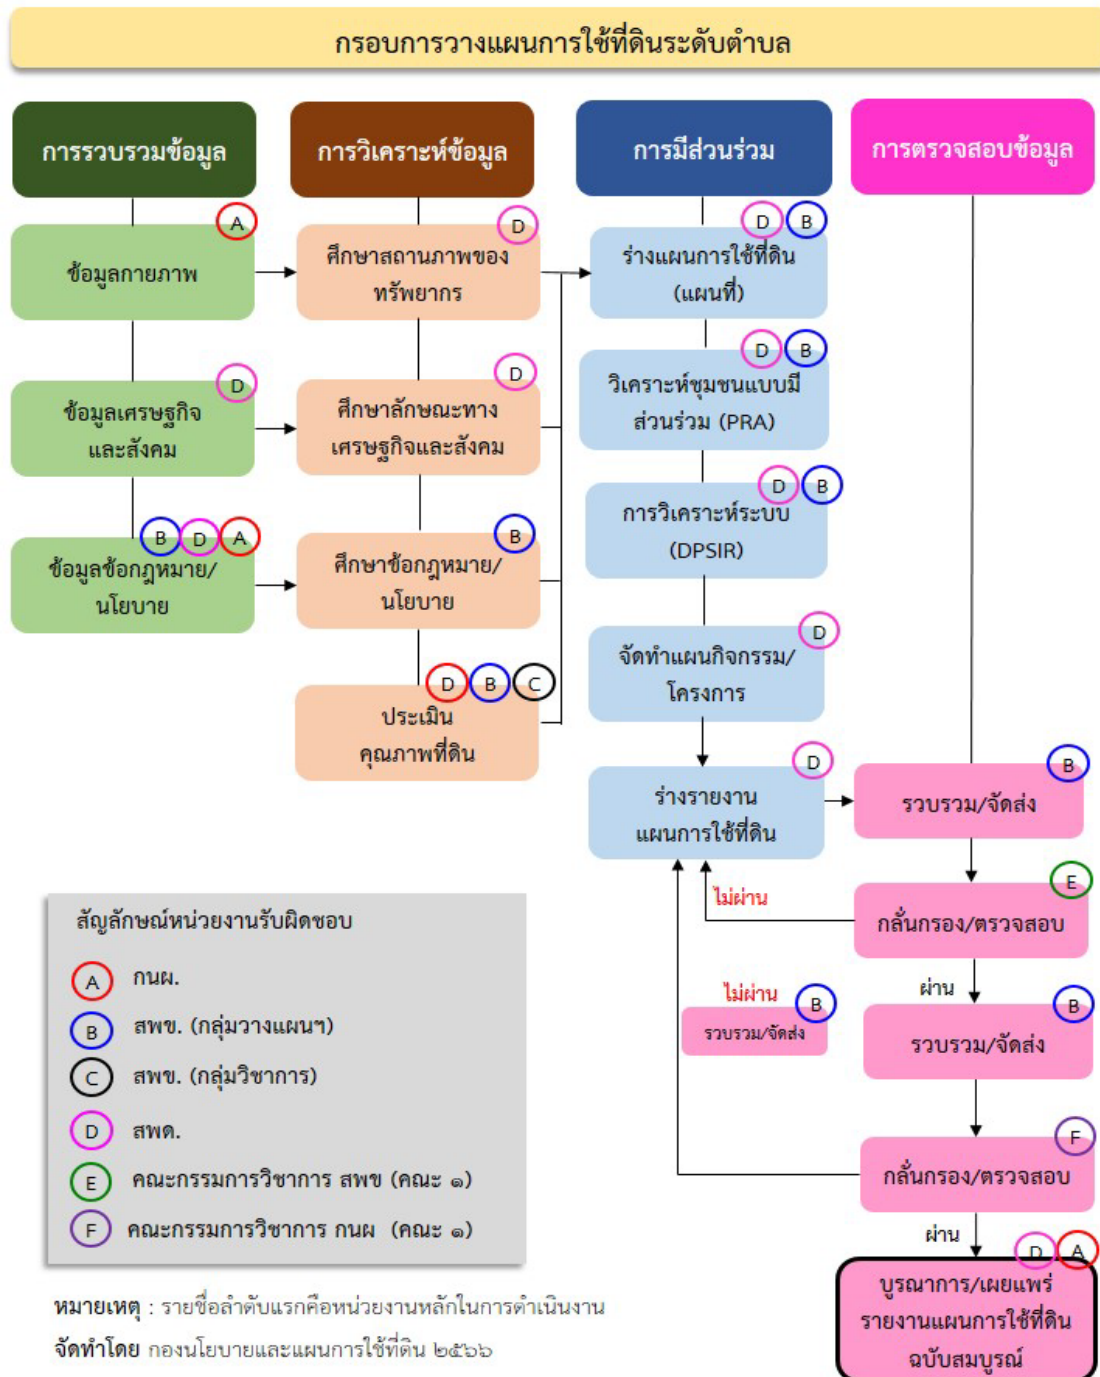 กรอบการวางแผนการใช้ที่ดินระดับตำบล
การรวบรวมข้อมูล
A
ข้อมูลกายภาพ
D
ข้อมูลเศรษฐกิจ
และสังคม
B D A
ข้อมูลข้อกฎหมาย/
นโยบาย
การวิเคราะห์ข้อมูล
D
ศึกษาสถานภาพของ
ทรัพยากร
D
ศึกษาลักษณะทาง
เศรษฐกิจและสังคม
B
ศึกษาข้อกฎหมาย/
นโยบาย
D B C
ประเมิน
คุณภาพที่ดิน
การมีส่วนร่วม
D B
ร่างแผนการใช้ที่ดิน
(แผนที่)
D B
วิเคราะห์ชุมชนแบบมี
ส่วนร่วม (PRA)
D B
การวิเคราะห์ระบบ
(DPSIR)
D
จัดทำแผนกิจกรรม/
โครงการ
D
ร่างรายงาน
แผนการใช้ที่ดิน
การตรวจสอบข้อมูล
B
รวบรวม/จัดส่ง
E
กลั่นกรอง/ตรวจสอบ
ไม่ผ่าน
ผ่าน
B
รวบรวม/จัดส่ง
ไม่ผ่าน
B
รวบรวม/จัดส่ง
F
กลั่นกรอง/ตรวจสอบ
ผ่าน
D A
บูรณาการ/เผยแพร่
รายงานแผนการใช้ที่ดิน
ฉบับสมบูรณ์
สัญลักษณ์หน่วยงานรับผิดชอบ
A กนผ.
B สพข. (กลุ่มวางแผนฯ)
C สพข. (กลุ่มวิชาการ)
D สพด.
E คณะกรรมการวิชาการ สพข (คณะ ๑)
F คณะกรรมการวิชาการ กนผ (คณะ ๑)
หมายเหตุ : รายชื่อลำดับแรกคือหน่วยงานหลักในการดำเนินงาน
จัดทำโดย กองนโยบายและแผนการใช้ที่ดิน ๒๕๖๖